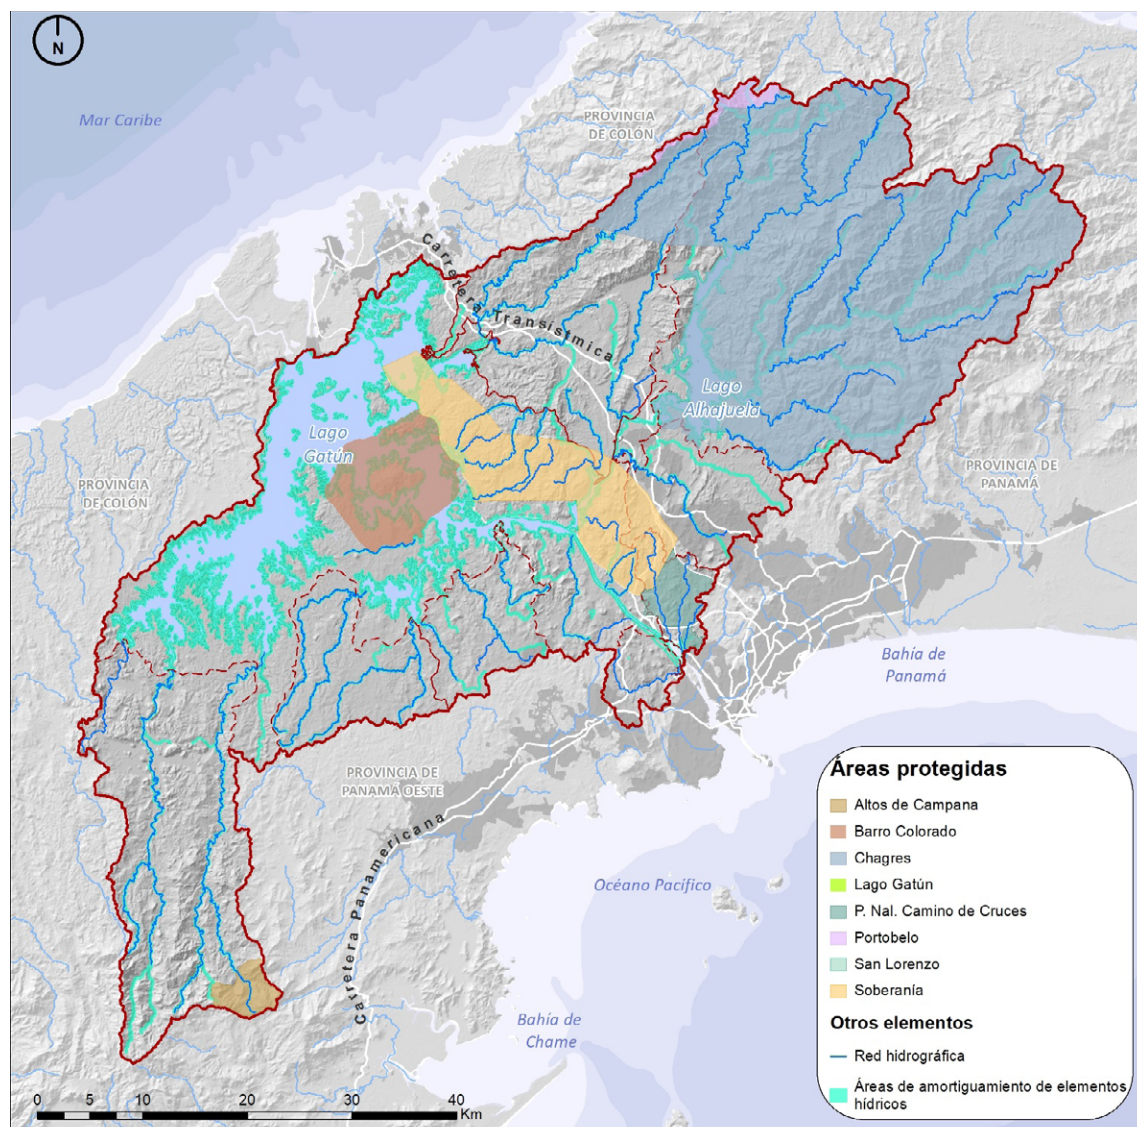 N
Mar Caribe
PROVINCIA
DE COLÓN
Carretera Transístmica
Lago
Alhajuela
Lago
Gatún
PROVINCIA
DE COLÓN
PROVINCIA DE
PANAMÁ
Bahía de
Panamá
PROVINCIA DE
PANAMÁ OESTE
Carretera Panamericana
Océano Pacífico
Bahía de
Chame
Áreas protegidas
Altos de Campana
Barro Colorado
Chagres
Lago Gatún
P. Nal. Camino de Cruces
Portobelo
San Lorenzo
Soberanía
Otros elementos
Red hidrográfica
Áreas de amortiguamiento de elementos
hídricos
0 5 10 20 30 40
Km